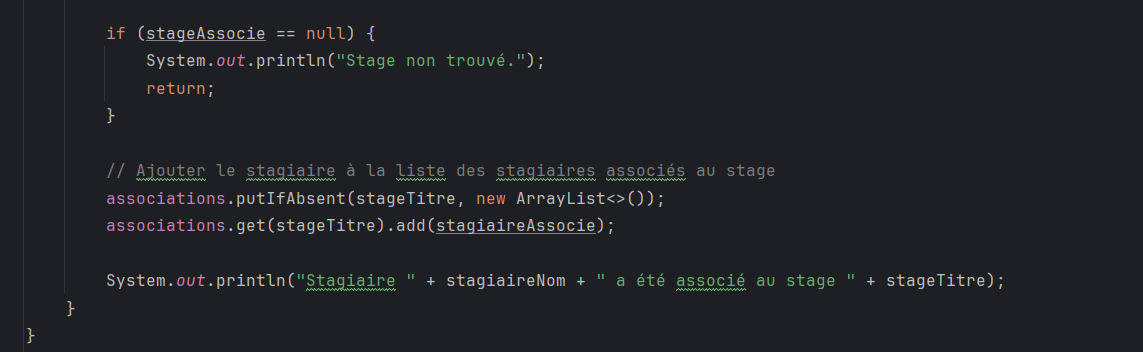 if (stageAssocie == null) {
System.out.println("Stage non trouvé.");
return;
}
// Ajouter le stagiaire à la liste des stagiaires associés au stage
associations.putIfAbsent(stageTitre, new ArrayList<>());
associations.get(stageTitre).add(stagiaireAssocie);
System.out.println("Stagiaire " + stagiaireNom + " a été associé au stage " + stageTitre);
}
}